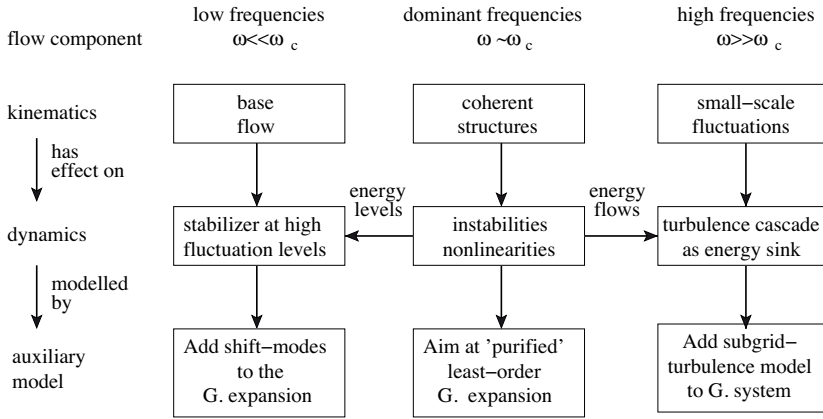 low frequencies dominant frequencies high frequencies
flow component ω<<ω c ω ~ω c ω>>ω c
kinematics
base
flow
coherent
structures
small−scale
fluctuations
has
effect on
energy
levels
energy
flows
dynamics
stabilizer at high
fluctuation levels
instabilities
nonlinearities
turbulence cascade
as energy sink
modelled
by
auxiliary
model
Add shift−modes
to the
G. expansion
Aim at 'purified'
least−order
G. expansion
Add subgrid−
turbulence model
to G. system